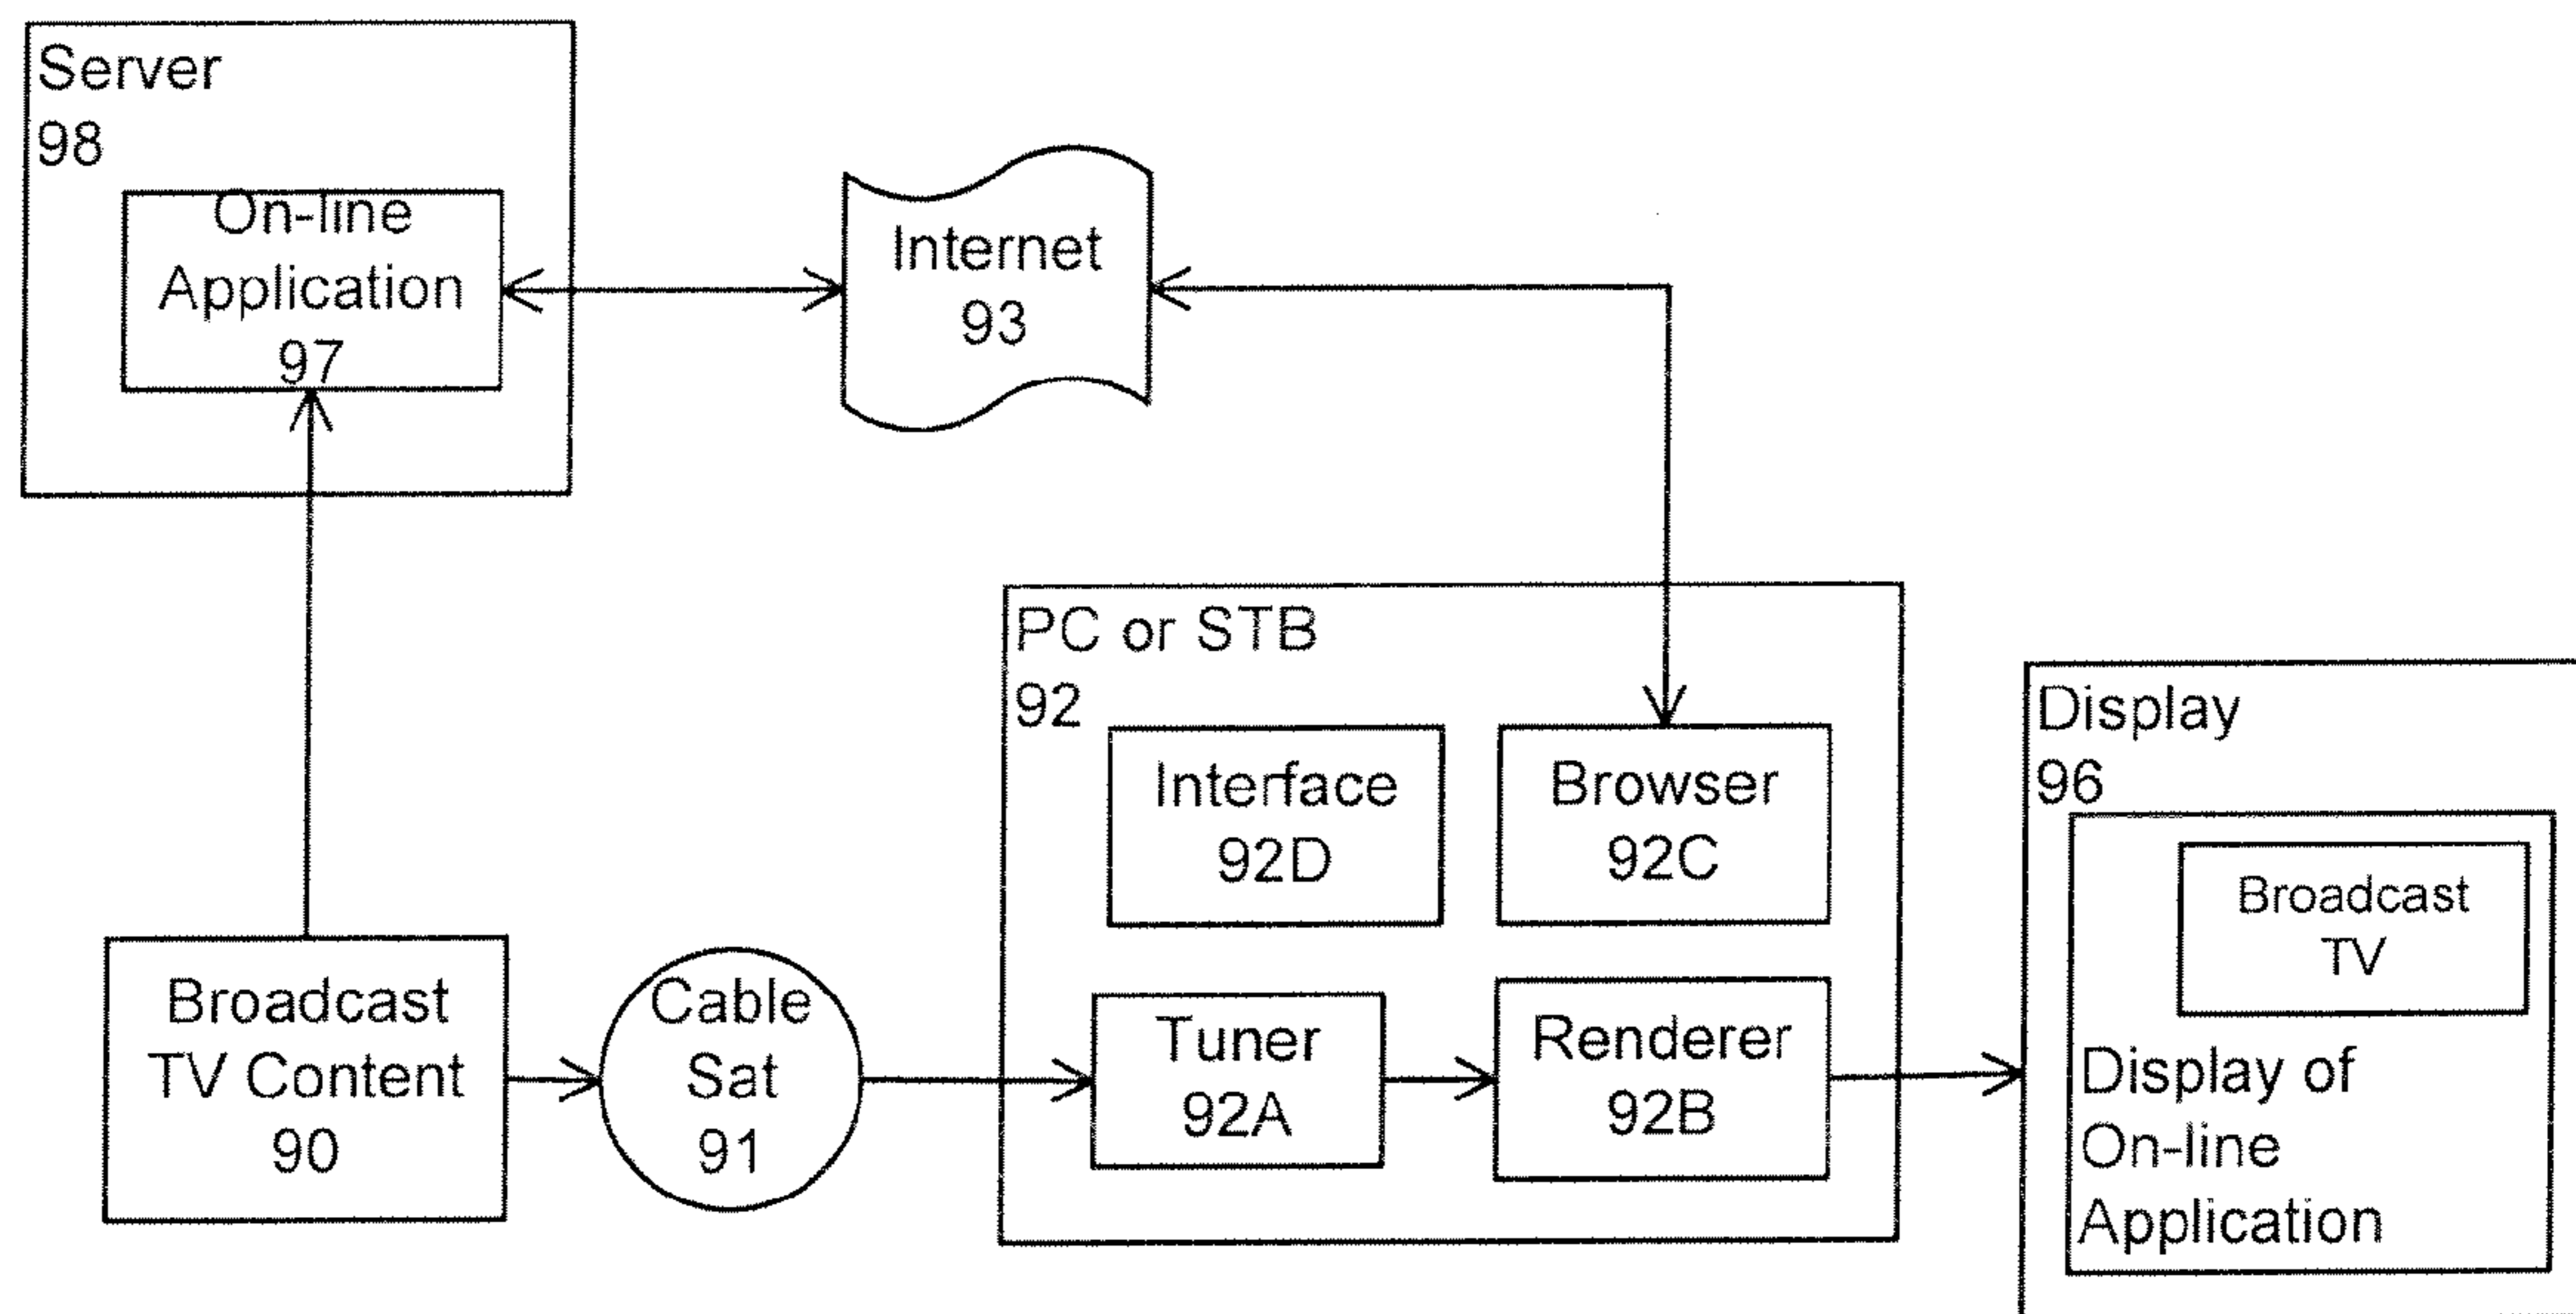 Server
98
On-line
Application
97
Internet
93
PC or STB
92
Interface
92D
Browser
92C
Display
96
Broadcast
TV
Broadcast
TV Content
90
Cable
Sat
91
Tuner
92A
Renderer
92B
Display of
On-line
Application